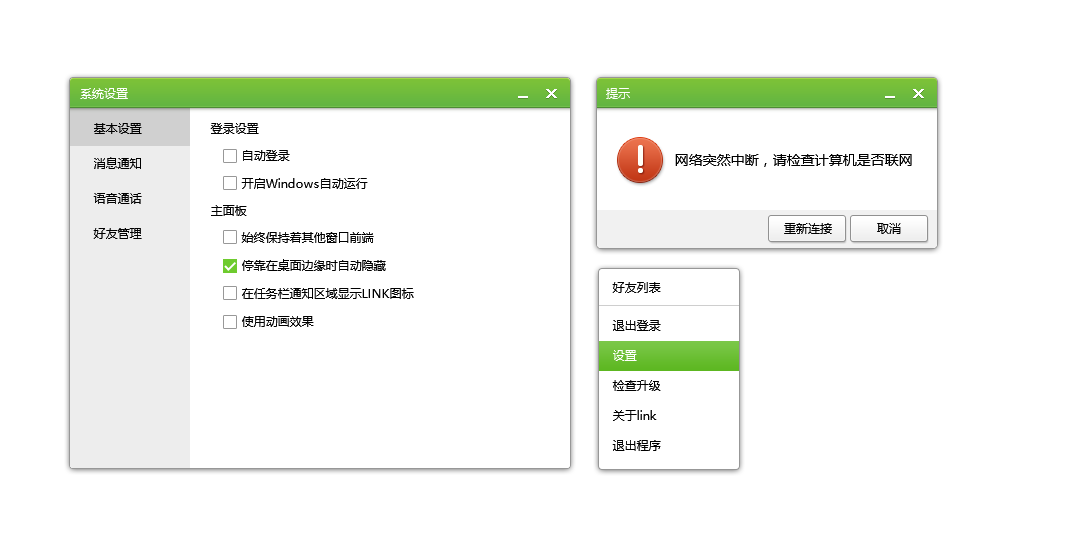 系统设置
基本设置
消息通知
语音通话
好友管理
登录设置
自动登录
开启Windows自动运行
主面板
始终保持着其他窗口前端
停靠在桌面边缘时自动隐藏
在任务栏通知区域显示LINK图标
使用动画效果
提示
网络突然中断，请检查计算机是否联网
重新连接
取消
好友列表
退出登录
设置
检查升级
关于link
退出程序